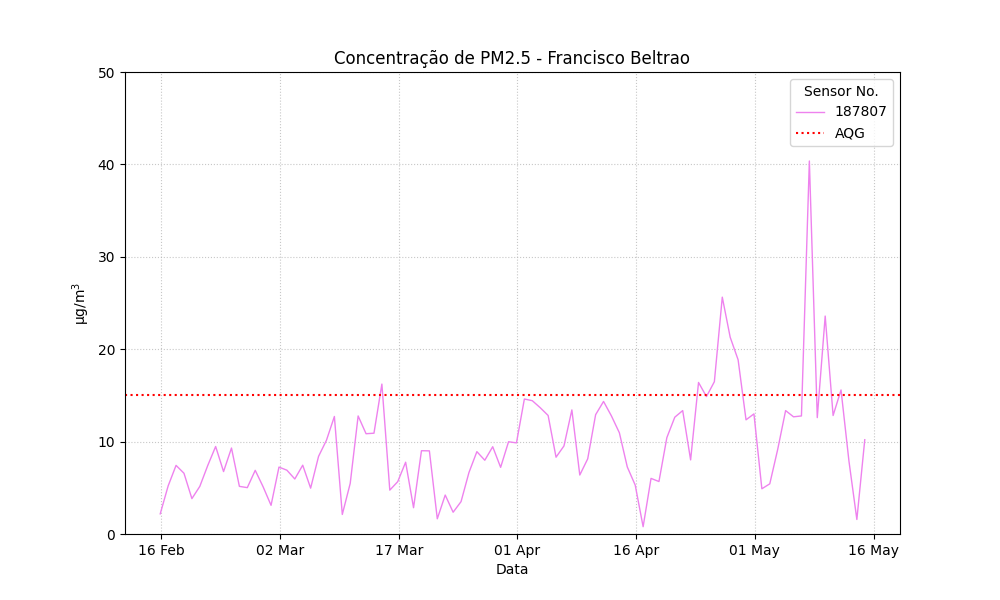 Concentração de PM2.5 - Francisco Beltrao
50
40
30
20
10
0
µg/m³
16 Feb
02 Mar
17 Mar
01 Apr
16 Apr
01 May
16 May
Data
Sensor No.
187807
AQG